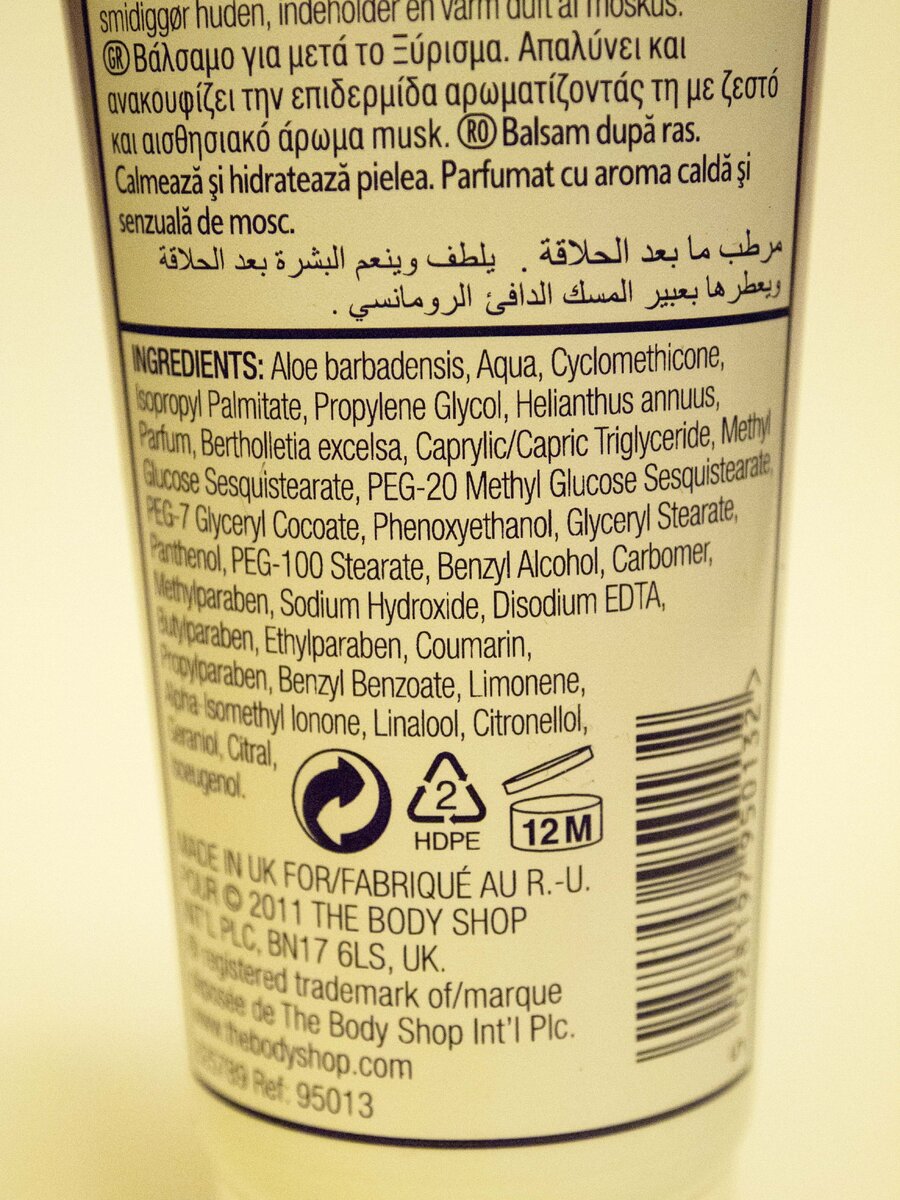 smidiggør huden, indeholder en varm duft af moskus.
GR Βάλσαμο για μετά το Ξύρισμα. Απαλύνει και
ανακουφίζει την επιδερμίδα αρωματίζοντάς τη με ζεστό
και αισθησιακό άρωμα musk. RO Balsam după ras.
Calmează şi hidratează pielea. Parfumat cu aroma caldă şi
senzuală de mosc.
مرطب ما بعد الحلاقة . يلطف وينعم البشرة بعد الحلاقة
ويعطرها بعبير المسك الدافئ الرومانسي .
INGREDIENTS: Aloe barbadensis, Aqua, Cyclomethicone,
Isopropyl Palmitate, Propylene Glycol, Helianthus annuus,
Parfum, Bertholletia excelsa, Caprylic/Capric Triglyceride, Methyl
Glucose Sesquistearate, PEG-20 Methyl Glucose Sesquistearate,
PEG-7 Glyceryl Cocoate, Phenoxyethanol, Glyceryl Stearate,
Panthenol, PEG-100 Stearate, Benzyl Alcohol, Carbomer,
Methylparaben, Sodium Hydroxide, Disodium EDTA,
Butylparaben, Ethylparaben, Coumarin,
Propylparaben, Benzyl Benzoate, Limonene,
Alpha-Isomethyl Ionone, Linalool, Citronellol,
Geraniol, Citral,
Isoeugenol.
2
HDPE
12M
MADE IN UK FOR/FABRIQUÉ AU R.-U.
POUR © 2011 THE BODY SHOP
INT'L PLC, BN17 6LS, UK.
® registered trademark of/marque
déposée de The Body Shop Int'l Plc.
www.thebodyshop.com
Ref: 95013